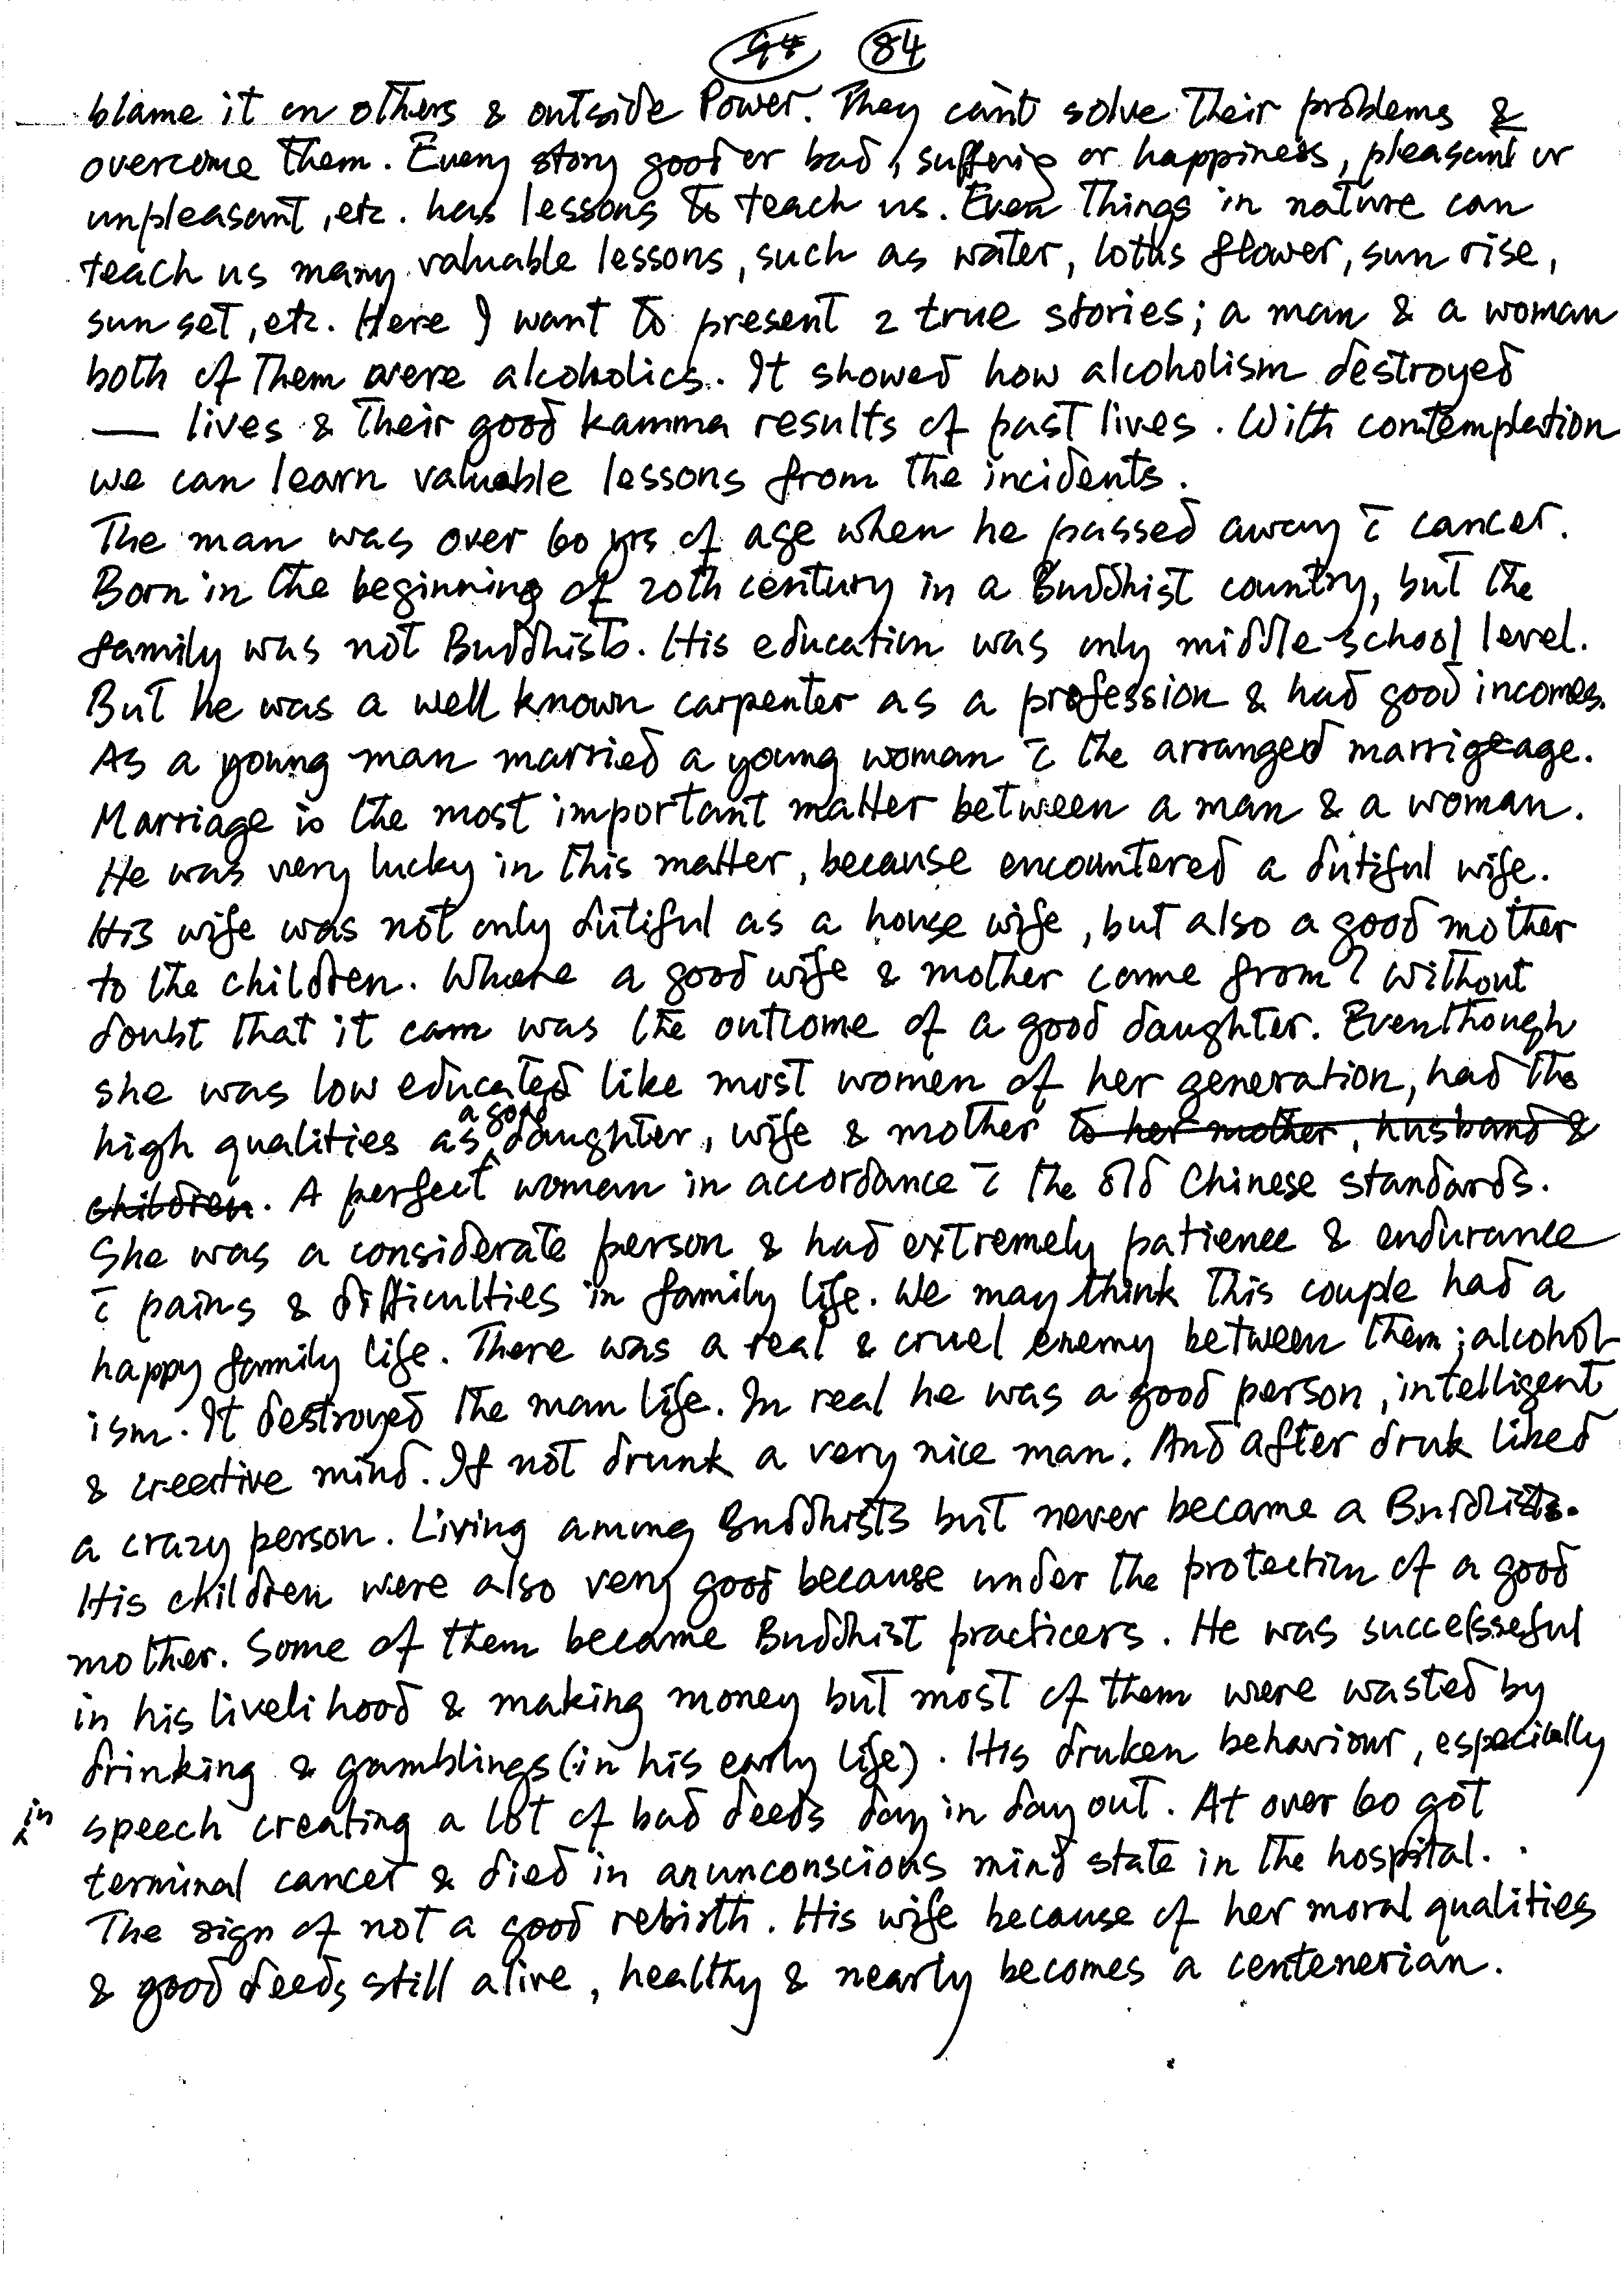 84
blame it on others & outside Power. They can't solve their problems &
overcome them. Every story good or bad, suffering or happiness, pleasant or
unpleasant, etc. has lessons to teach us. Even things in nature can
teach us many valuable lessons, such as water, lotus flower, sun rise,
sun set, etc. Here I want to present 2 true stories; a man & a woman
both of them were alcoholics. It showed how alcoholism destroyed
— lives & their good kamma results of past lives. With contemplation
we can learn valuable lessons from the incidents.
The man was over 60 yrs of age when he passed away c̄ cancer.
Born in the beginning of 20th century in a Buddhist country, but the
family was not Buddhists. His education was only middle-school level.
But he was a well known carpenter as a profession & had good incomes.
As a young man married a young woman c̄ the arranged marrigeage.
Marriage is the most important matter between a man & a woman.
He was very lucky in this matter, because encountered a dutiful wife.
His wife was not only dutiful as a house wife, but also a good mother
to the children. Where a good wife & mother came from? Without
doubt that it cam was the outcome of a good daughter. Eventhough
she was low educated like most women of her generation, had the
high qualities as a good daughter, wife & mother to her mother, husband &
children. A perfect woman in accordance c̄ the old Chinese standards.
She was a considerate person & had extremely patience & endurance
c̄ pains & difficulties in family life. We may think this couple had a
happy family life. There was a real & cruel enemy between them; alcohol-
ism. It destroyed the man life. In real he was a good person, intelligent
& creative mind. If not drunk a very nice man. And after druk liked
a crazy person. Living among Buddhists but never became a Buddhists.
His children were also very good because under the protection of a good
mother. Some of them became Buddhist practicers. He was successeful
in his livelihood & making money but most of them were wasted by
drinking & gamblings (in his early life). His druken behaviour, especially
in speech creating a lot of bad deeds day in day out. At over 60 got
terminal cancer & died in an unconscious mind state in the hospital.
The sign of not a good rebirth. His wife because of her moral qualities
& good deeds still alive, healthy & nearly becomes a centenerian.